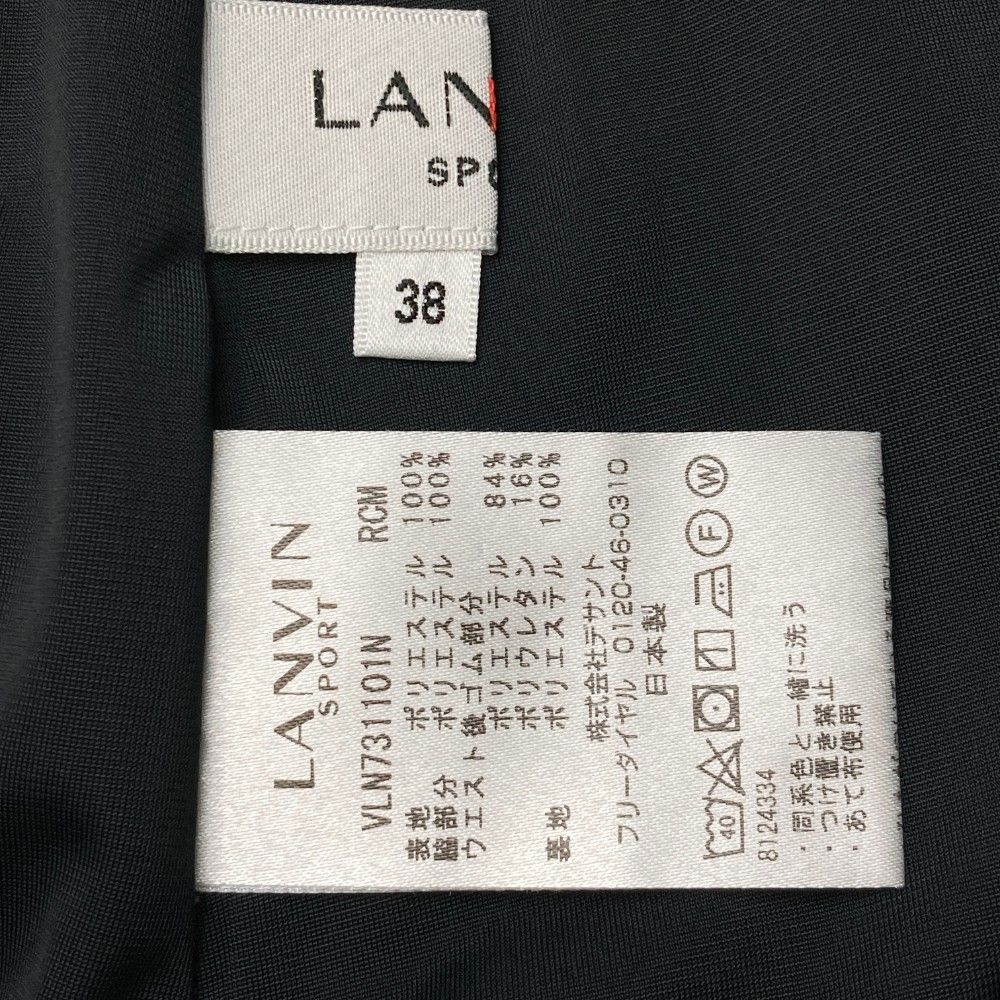 LANV
SPO
38
LANVIN
SPORT
VLN731101N RCM
表地 ポリエステル 100%
脇部分 ポリエステル 100%
ウエスト後ゴム部分
ポリエステル 84%
ポリウレタン 16%
裏地 ポリエステル 100%
株式会社デサント
フリーダイヤル 0120-46-0310
日本製
40 F W
8124334
・同系色と一緒に洗う
・つけ置き禁止
・あて布使用